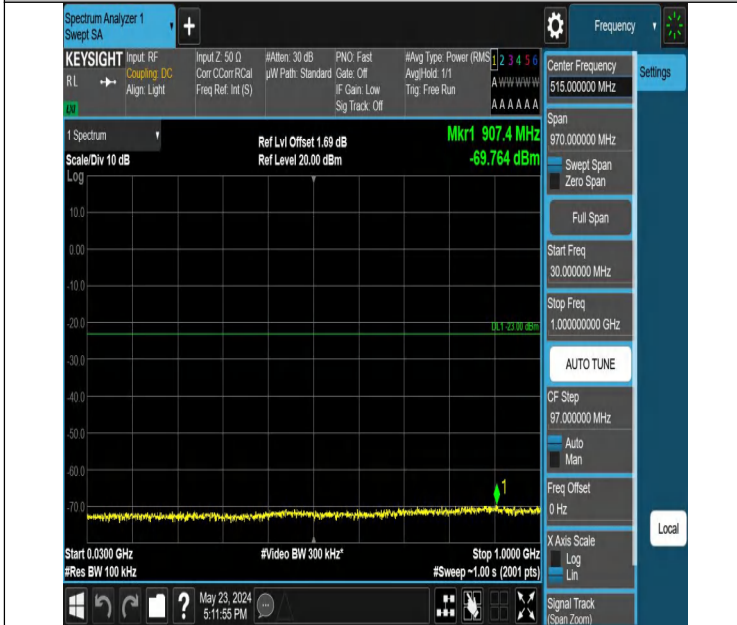 Spectrum Analyzer 1
Swept SA
+
Frequency
KEYSIGHT
RL
Input: RF
Coupling: DC
Align: Light
Input Z: 50 Ω
Corr CCorr RCal
Freq Ref: Int (S)
#Atten: 30 dB
µW Path: Standard
PNO: Fast
Gate: Off
IF Gain: Low
Sig Track: Off
#Avg Type: Power (RMS
Avg|Hold: 1/1
Trig: Free Run
1 2 3 4 5 6
A W W W W W
A A A A A A
1 Spectrum
Scale/Div 10 dB
Log
Ref Lvl Offset 1.69 dB
Ref Level 20.00 dBm
Mkr1 907.4 MHz
-69.764 dBm
10.0
0.00
-10.0
-20.0
-30.0
-40.0
-50.0
-60.0
-70.0
DL1 -23.00 dBm
1
Start 0.0300 GHz
#Res BW 100 kHz
#Video BW 300 kHz*
Stop 1.0000 GHz
#Sweep ~1.00 s (2001 pts)
?
May 23, 2024
5:11:55 PM
Center Frequency
515.000000 MHz
Settings
Span
970.000000 MHz
Swept Span
Zero Span
Full Span
Start Freq
30.000000 MHz
Stop Freq
1.000000000 GHz
AUTO TUNE
CF Step
97.000000 MHz
Auto
Man
Freq Offset
0 Hz
X Axis Scale
Log
Lin
Local
Signal Track
(Span Zoom)